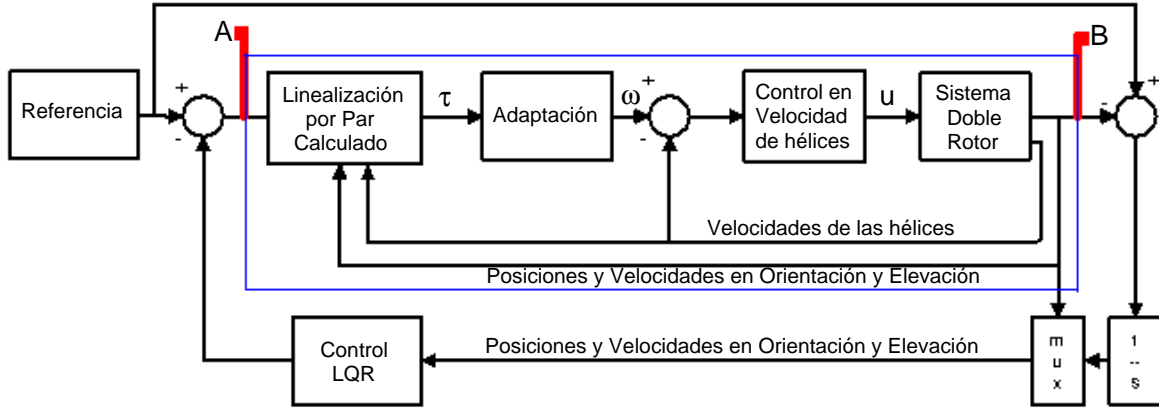 A
B
Referencia
+
-
Linealización
por Par
Calculado
τ
Adaptación
ω
+
-
Control en
Velocidad
de hélices
u
Sistema
Doble
Rotor
-
+
Velocidades de las hélices
Posiciones y Velocidades en Orientación y Elevación
Control
LQR
Posiciones y Velocidades en Orientación y Elevación
m
u
x
1
--
s